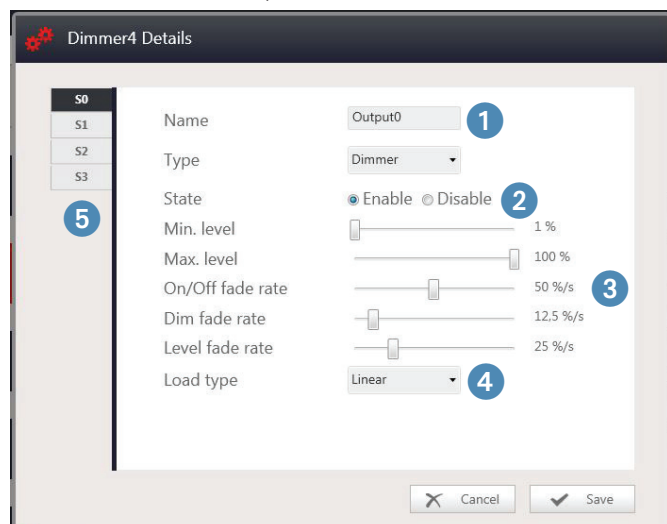 Dimmer4 Details
S0
S1
S2
S3
5
Name Output0 1
Type Dimmer
State Enable Disable 2
Min. level 1 %
Max. level 100 %
On/Off fade rate 50 %/s 3
Dim fade rate 12,5 %/s
Level fade rate 25 %/s
Load type Linear 4
Cancel Save